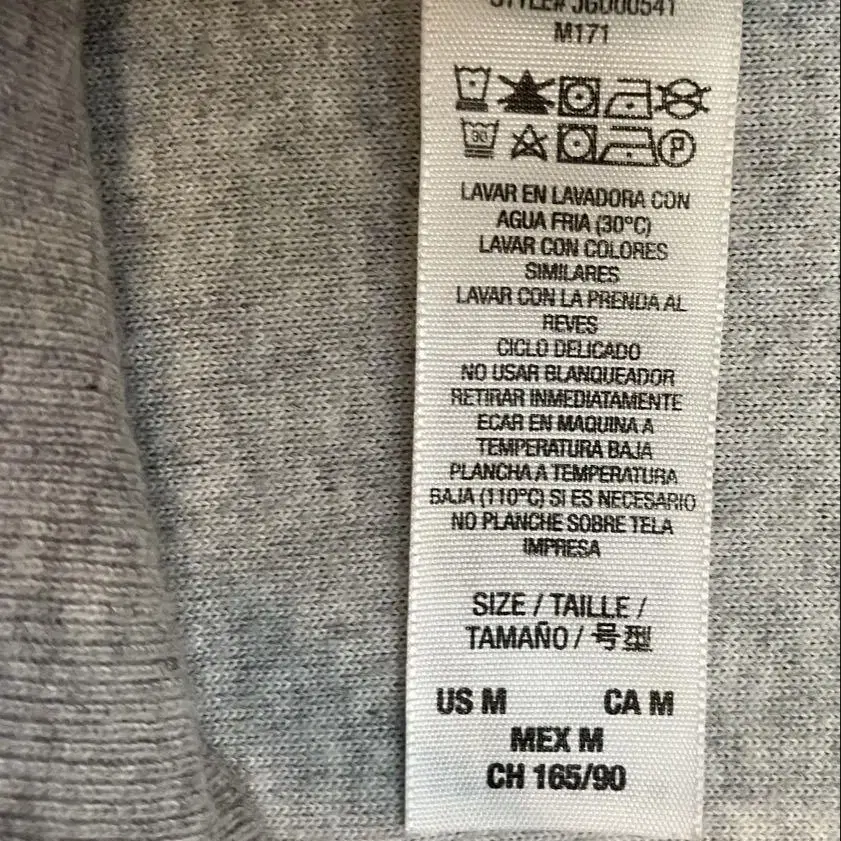 STYLE# JG000541
M171
LAVAR EN LAVADORA CON
AGUA FRIA (30°C)
LAVAR CON COLORES
SIMILARES
LAVAR CON LA PRENDA AL
REVES
CICLO DELICADO
NO USAR BLANQUEADOR
RETIRAR INMEDIATAMENTE
ECAR EN MAQUINA A
TEMPERATURA BAJA
PLANCHA A TEMPERATURA
BAJA (110°C) SI ES NECESARIO
NO PLANCHE SOBRE TELA
IMPRESA
SIZE / TAILLE /
TAMAÑO / 号型
US M CA M
MEX M
CH 165/90